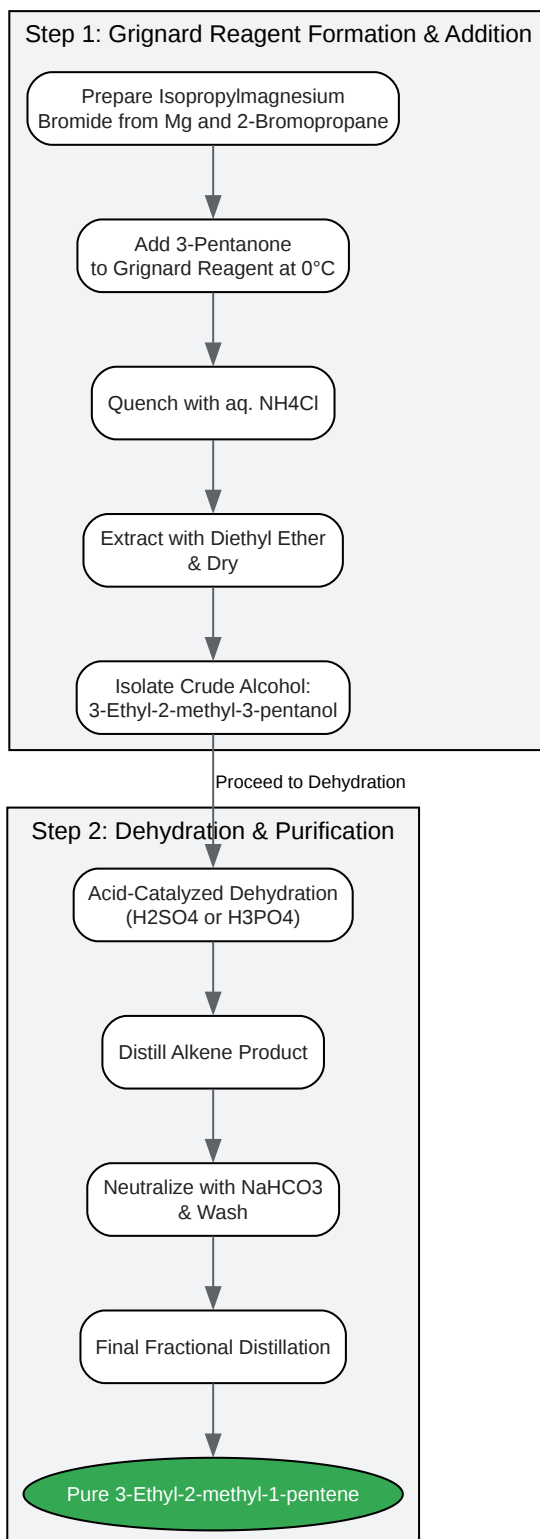 Step 1: Grignard Reagent Formation & Addition
Prepare Isopropylmagnesium
Bromide from Mg and 2-Bromopropane
Add 3-Pentanone
to Grignard Reagent at 0°C
Quench with aq. NH4Cl
Extract with Diethyl Ether
& Dry
Isolate Crude Alcohol:
3-Ethyl-2-methyl-3-pentanol
Proceed to Dehydration
Step 2: Dehydration & Purification
Acid-Catalyzed Dehydration
(H2SO4 or H3PO4)
Distill Alkene Product
Neutralize with NaHCO3
& Wash
Final Fractional Distillation
Pure 3-Ethyl-2-methyl-1-pentene